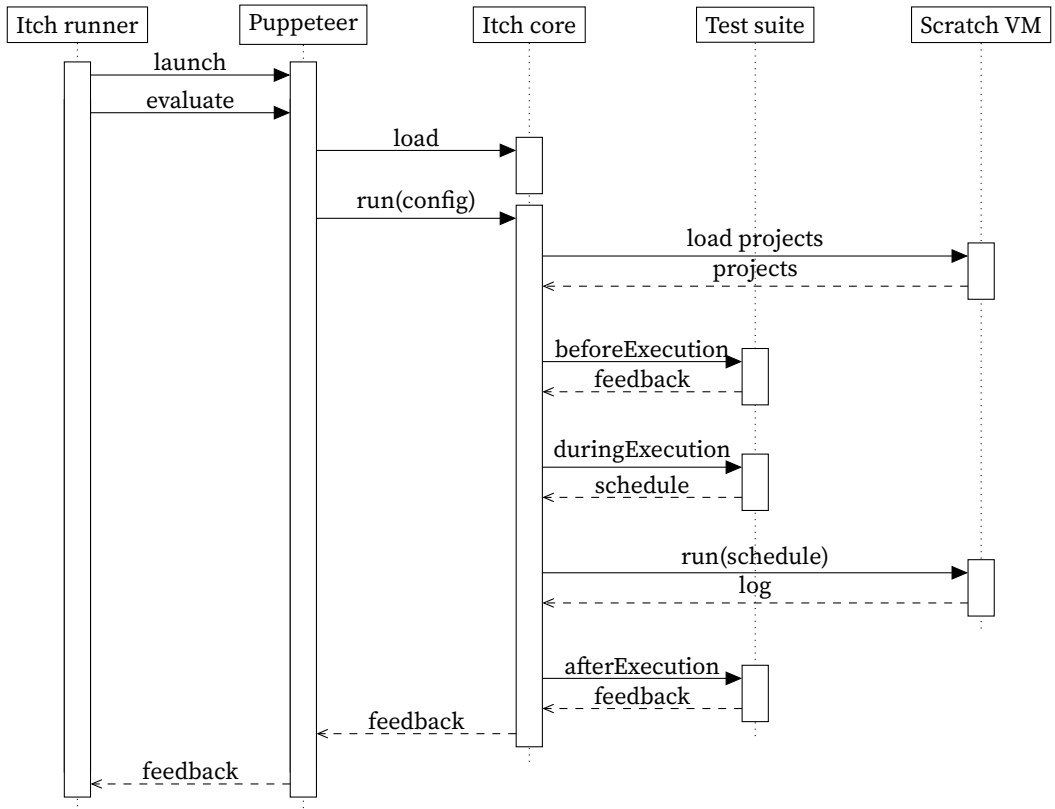 Itch runner
Puppeteer
Itch core
Test suite
Scratch VM
launch
evaluate
load
run(config)
load projects
projects
beforeExecution
feedback
duringExecution
schedule
run(schedule)
log
afterExecution
feedback
feedback
feedback